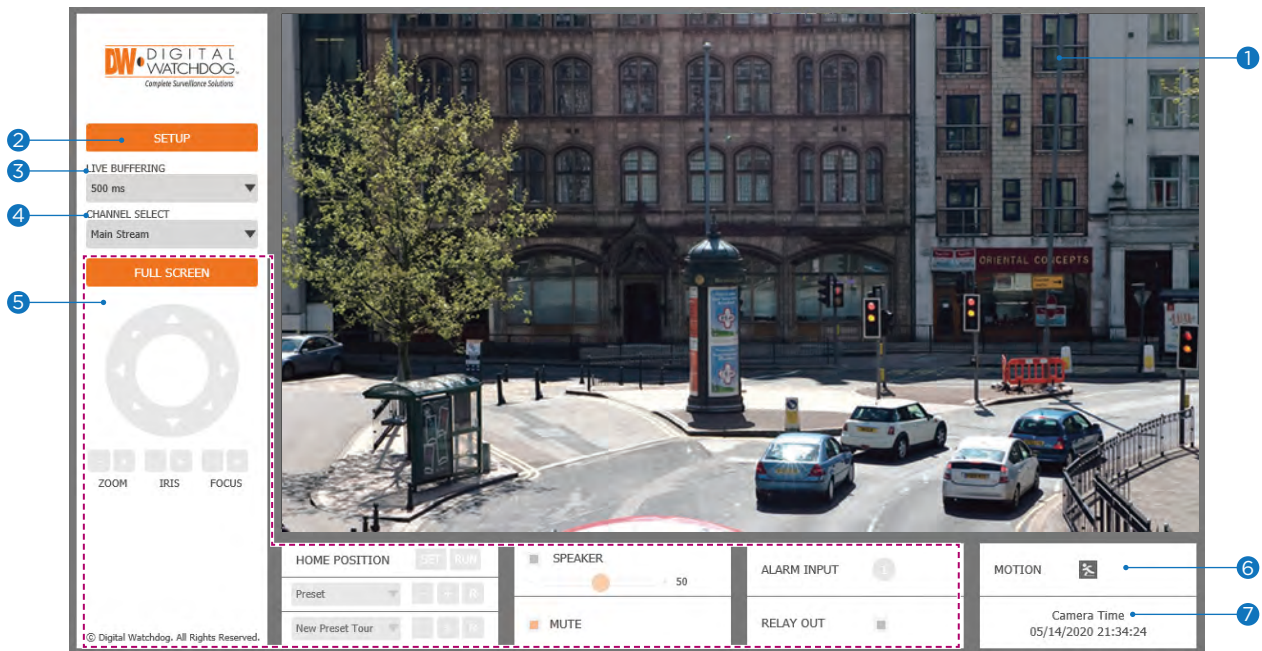 DW DIGITAL
WATCHDOG.
Complete Surveillance Solutions
1
2
SETUP
3
LIVE BUFFERING
500 ms
4
CHANNEL SELECT
Main Stream
ORIENTAL CONCEPTS
FULL SCREEN
5
ZOOM IRIS FOCUS
HOME POSITION SET RUN
SPEAKER
50
ALARM INPUT 1
MOTION
6
Preset - + R
New Preset Tour - + R
MUTE
RELAY OUT
Camera Time
7
05/14/2020 21:34:24
© Digital Watchdog. All Rights Reserved.